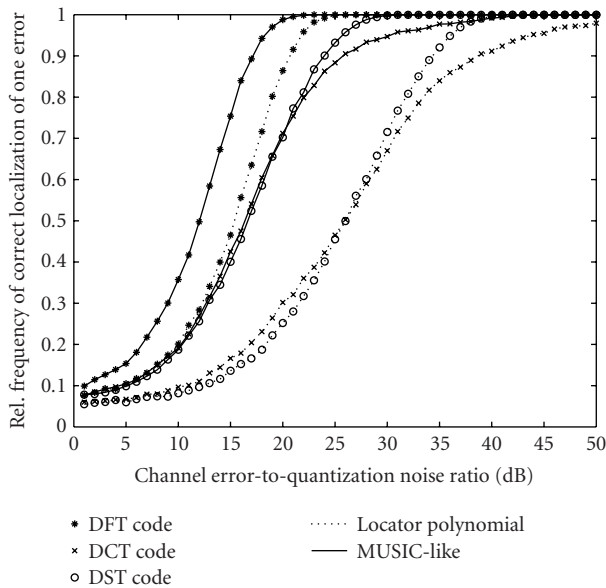 Rel. frequency of correct localization of one error
1
0.9
0.8
0.7
0.6
0.5
0.4
0.3
0.2
0.1
0
0 5 10 15 20 25 30 35 40 45 50
Channel error-to-quantization noise ratio (dB)
DFT code
DCT code
DST code
Locator polynomial
MUSIC-like